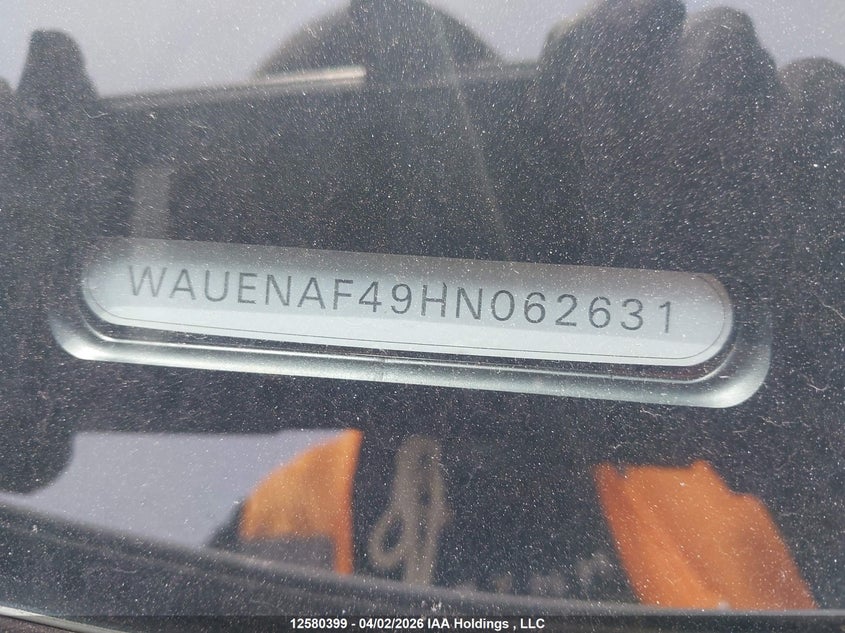 WAUENAF49HN062631
12580399 - 04/02/2026 IAA Holdings , LLC